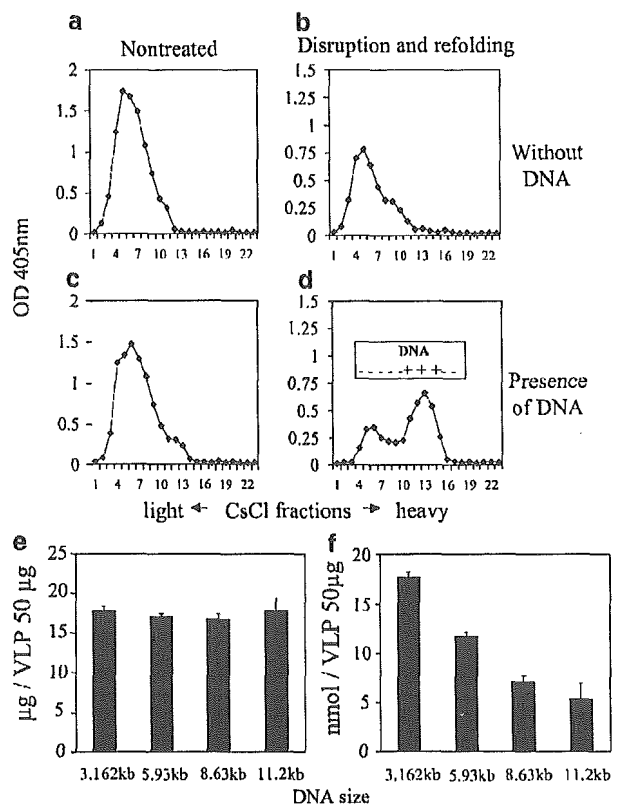 a
Nontreated
2
1.5
1
0.5
0
1 4 7 10 13 16 19 22
b
Disruption and refolding
1.5
1.25
1
0.75
0.5
0.25
0
1 4 7 10 13 16 19 22
Without
DNA
OD 405nm
c
2
1.5
1
0.5
0
1 4 7 10 13 16 19 22
d
1.5
1.25
1
0.75
0.5
0.25
0
DNA
- - - - - - - + + + - -
1 4 7 10 13 16 19 22
Presence
of DNA
light ◄- CsCl fractions -► heavy
e
25
20
15
10
5
0
µg / VLP 50 µg
3.162kb 5.93kb 8.63kb 11.2kb
f
20
15
10
5
0
nmol / VLP 50µg
3.162kb 5.93kb 8.63kb 11.2kb
DNA size